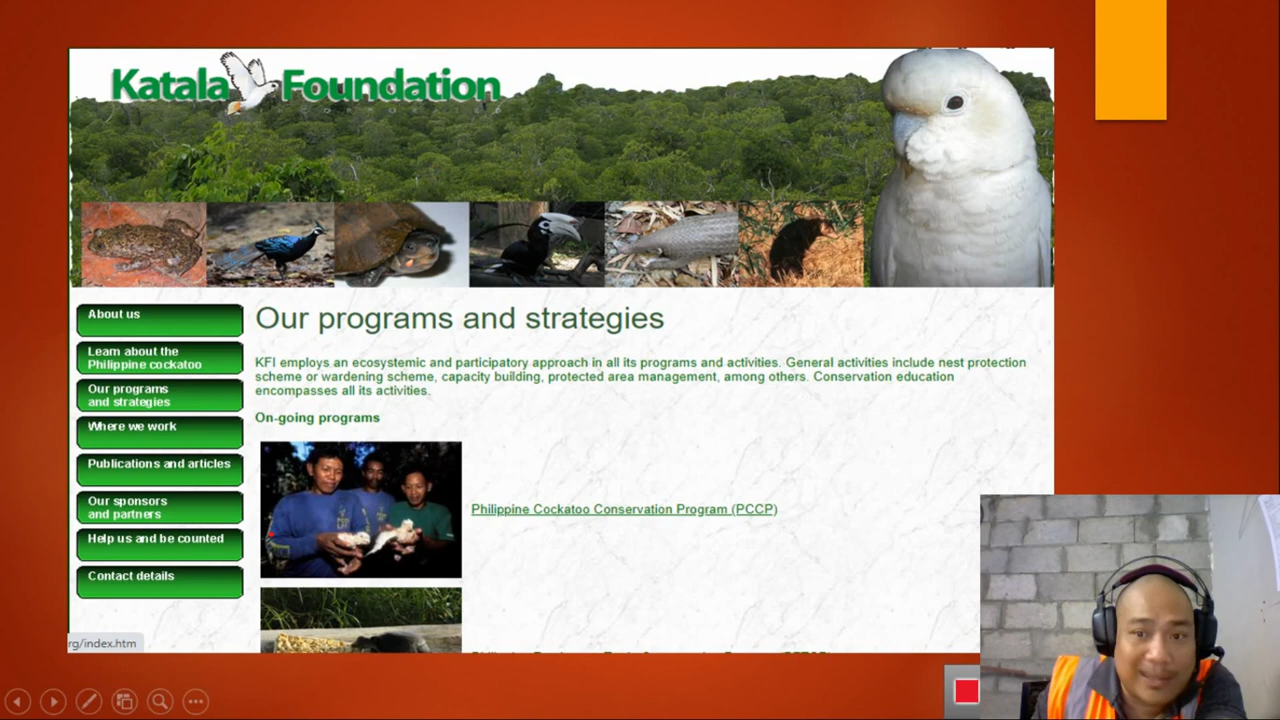 Katala Foundation
About us
Learn about the
Philippine cockatoo
Our programs
and strategies
Where we work
Publications and articles
Our sponsors
and partners
Help us and be counted
Contact details
Our programs and strategies
KFI employs an ecosystemic and participatory approach in all its programs and activities. General activities include nest protection
scheme or wardening scheme, capacity building, protected area management, among others. Conservation education
encompasses all its activities.
On-going programs
Philippine Cockatoo Conservation Program (PCCP)
rg/index.htm